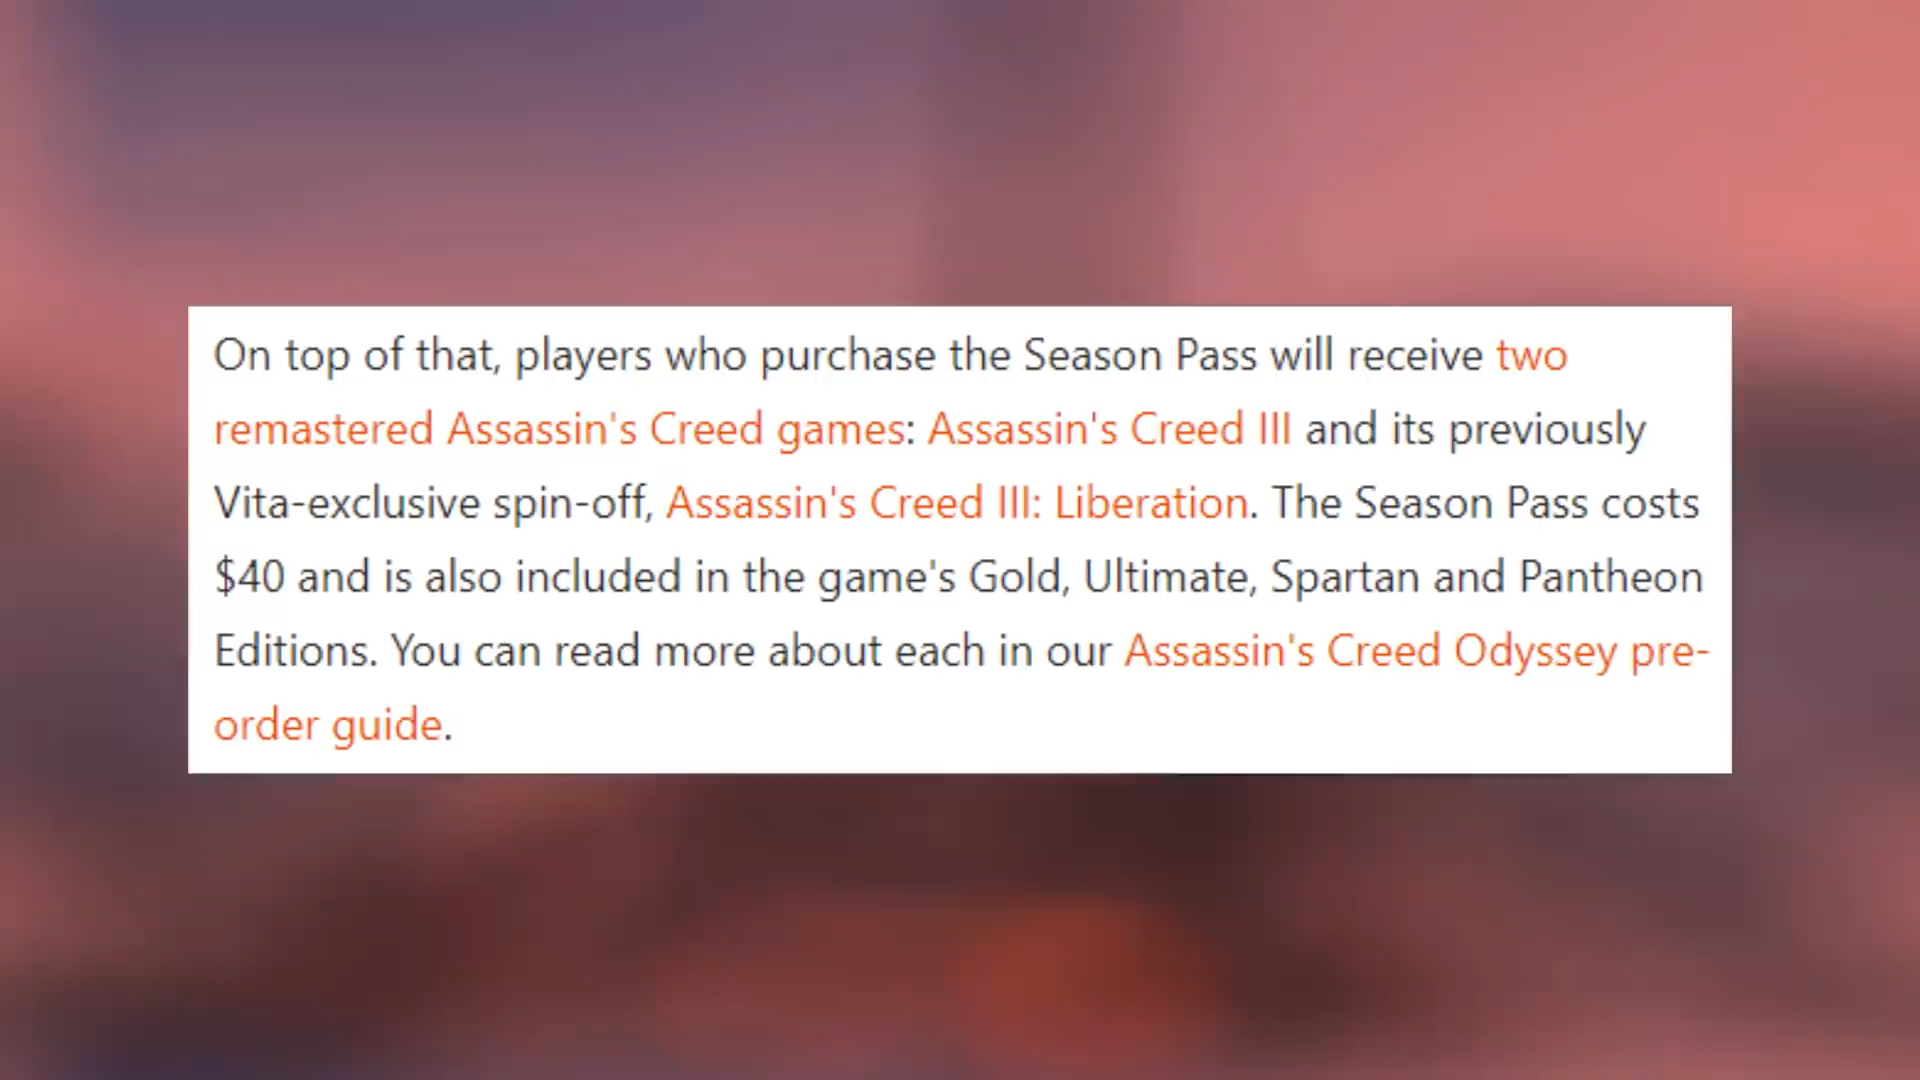 On top of that, players who purchase the Season Pass will receive two
remastered Assassin's Creed games: Assassin's Creed III and its previously
Vita-exclusive spin-off, Assassin's Creed III: Liberation. The Season Pass costs
$40 and is also included in the game's Gold, Ultimate, Spartan and Pantheon
Editions. You can read more about each in our Assassin's Creed Odyssey pre-
order guide.